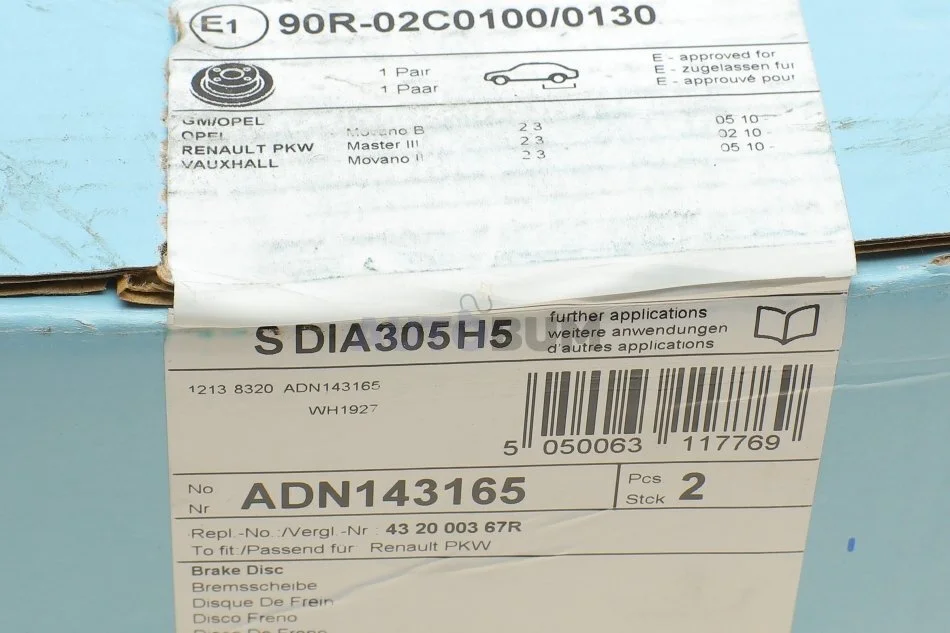 E1 90R-02C0100/0130
1 Pair
1 Paar
E - approved for
E - zugelassen für
E - approuvé pour
GM/OPEL
OPEL Movano B 2 3 05 10 -
RENAULT PKW Master III 2 3 02 10 -
VAUXHALL Movano II 2 3 05 10 -
S DIA305H5
further applications
weitere anwendungen
d'autres applications
1213 8320 ADN143165
WH1927
5 050063 117769
No
Nr
ADN143165
Pcs
Stck
2
Repl.-No.:/Vergl.-Nr : 43 20 003 67R
To fit:/Passend für Renault PKW
Brake Disc
Bremsscheibe
Disque De Frein
Disco Freno